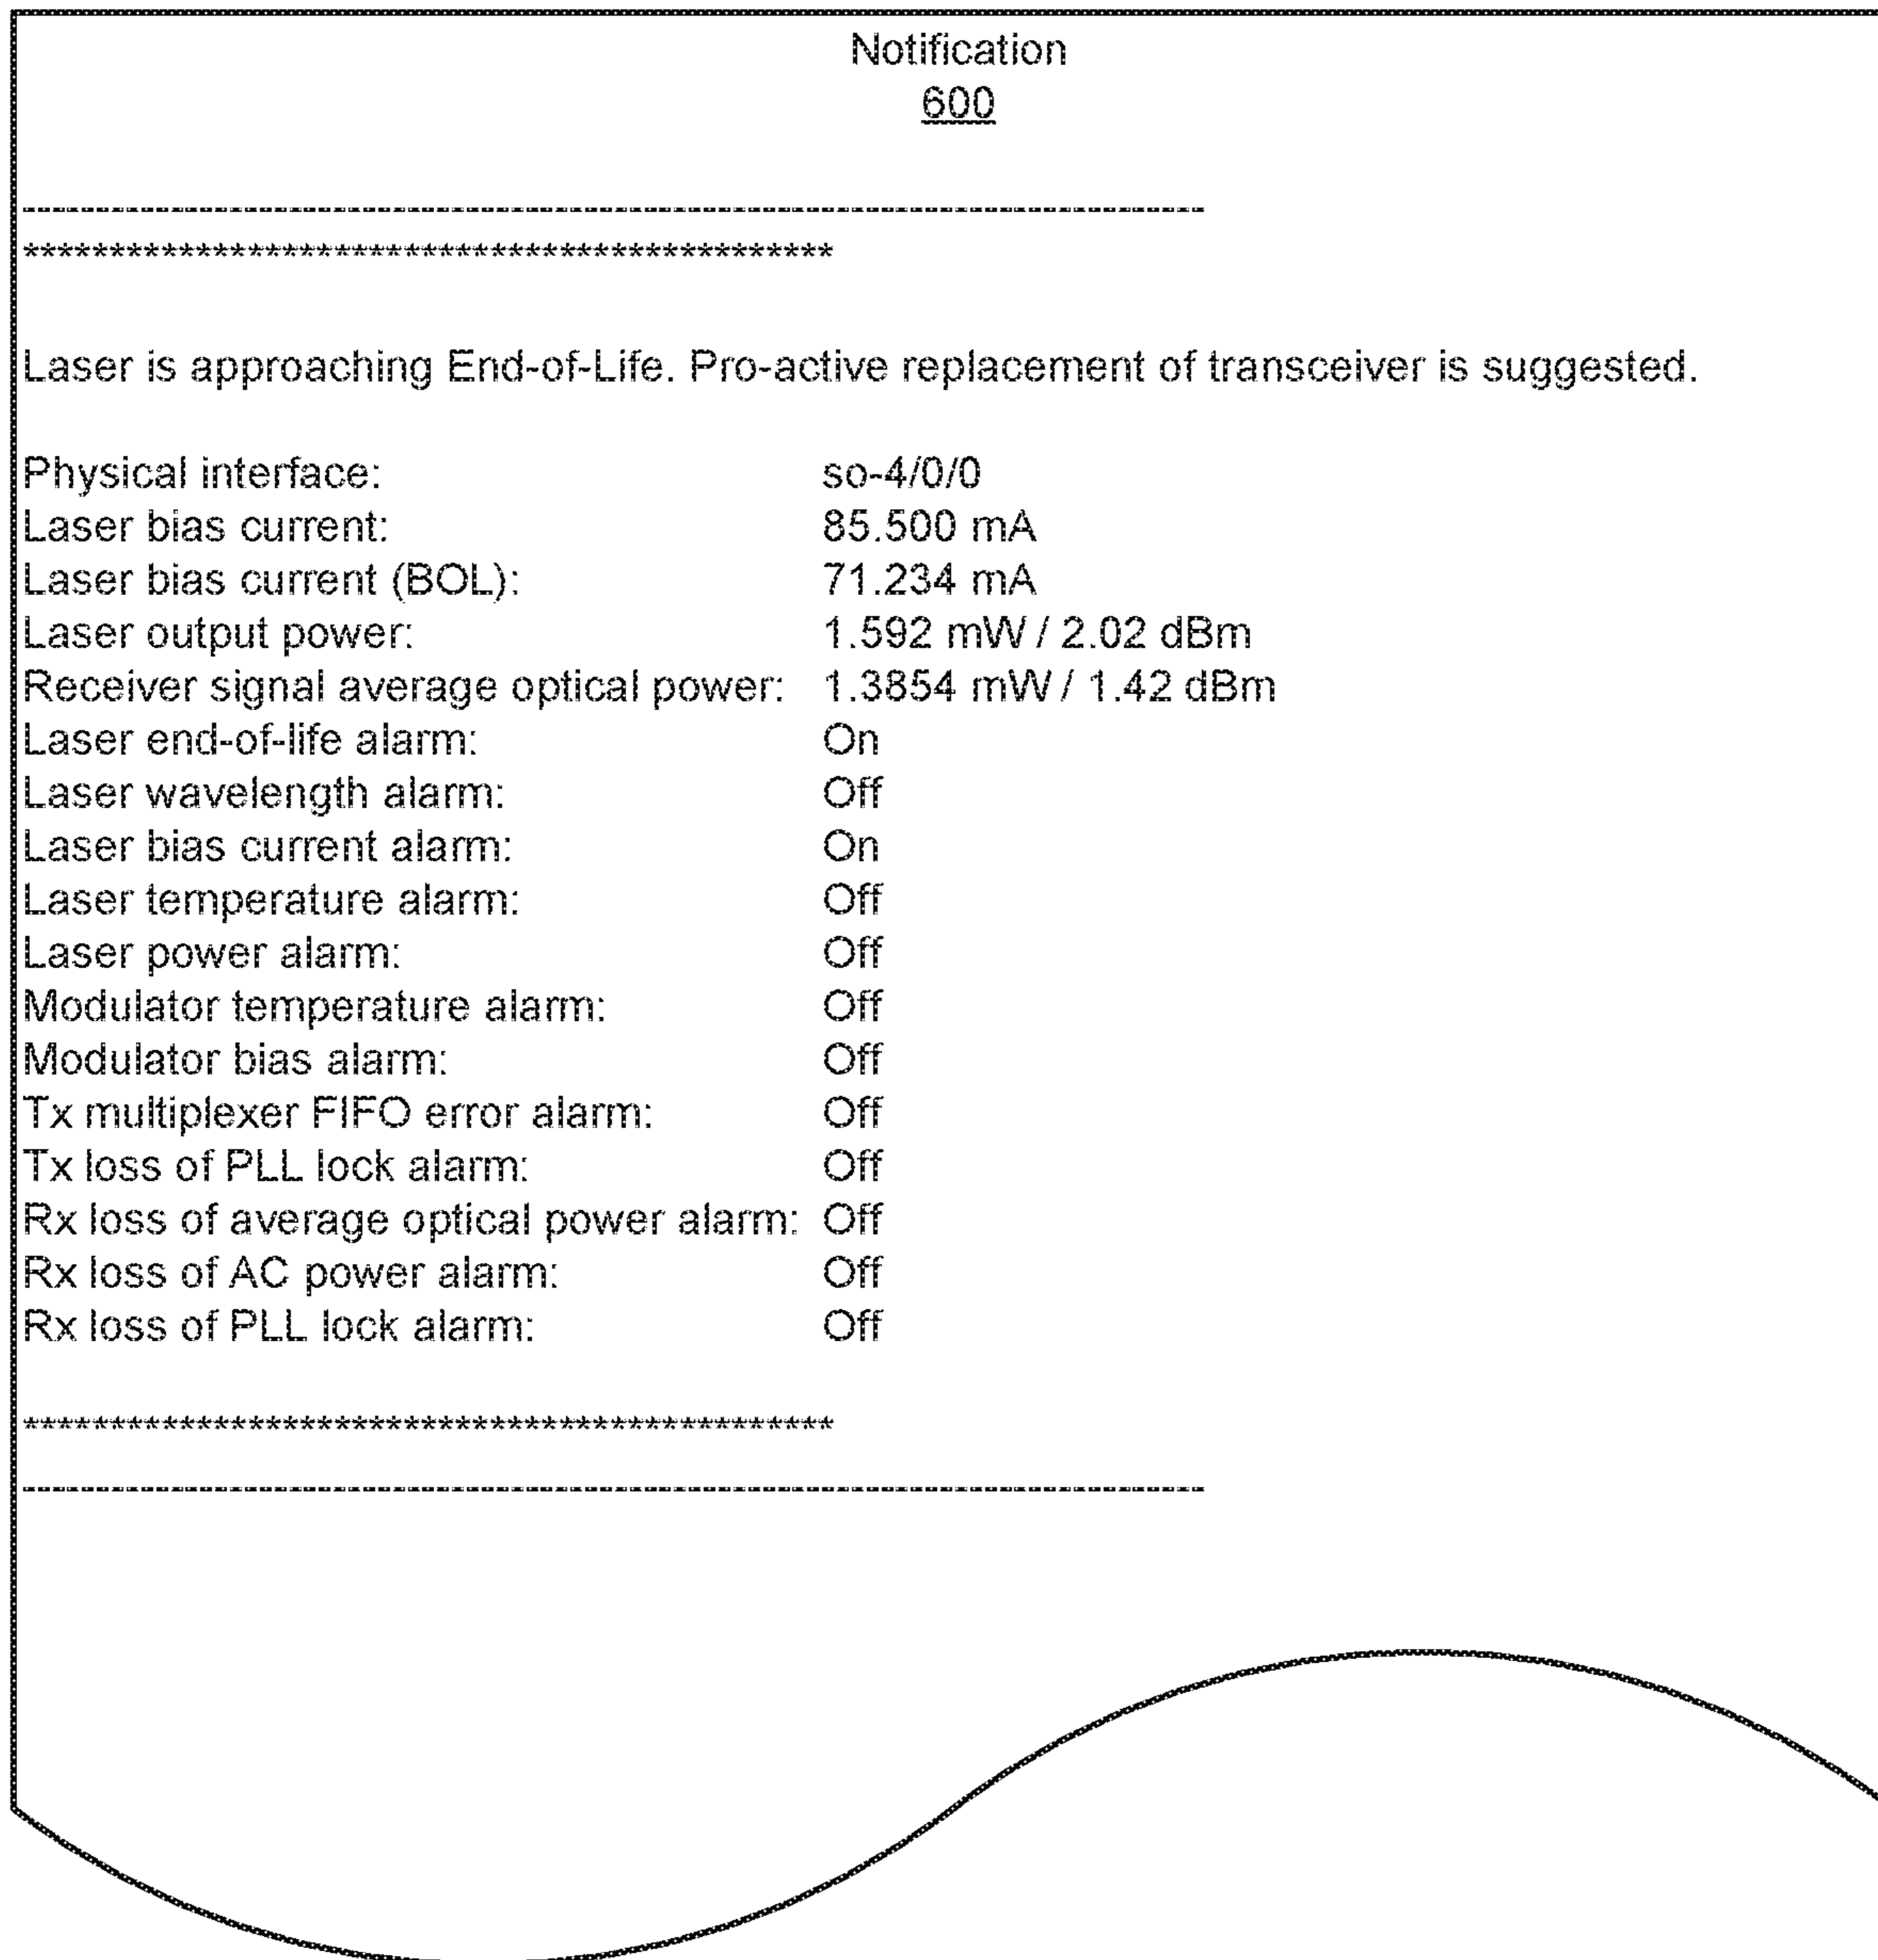 Notification
600
--------------------------------------------------------------------------------
***********************************************
Laser is approaching End-of-Life. Pro-active replacement of transceiver is suggested.
Physical interface: so-4/0/0
Laser bias current: 85.500 mA
Laser bias current (BOL): 71.234 mA
Laser output power: 1.592 mW / 2.02 dBm
Receiver signal average optical power: 1.3854 mW / 1.42 dBm
Laser end-of-life alarm: On
Laser wavelength alarm: Off
Laser bias current alarm: On
Laser temperature alarm: Off
Laser power alarm: Off
Modulator temperature alarm: Off
Modulator bias alarm: Off
Tx multiplexer FIFO error alarm: Off
Tx loss of PLL lock alarm: Off
Rx loss of average optical power alarm: Off
Rx loss of AC power alarm: Off
Rx loss of PLL lock alarm: Off
***********************************************
--------------------------------------------------------------------------------